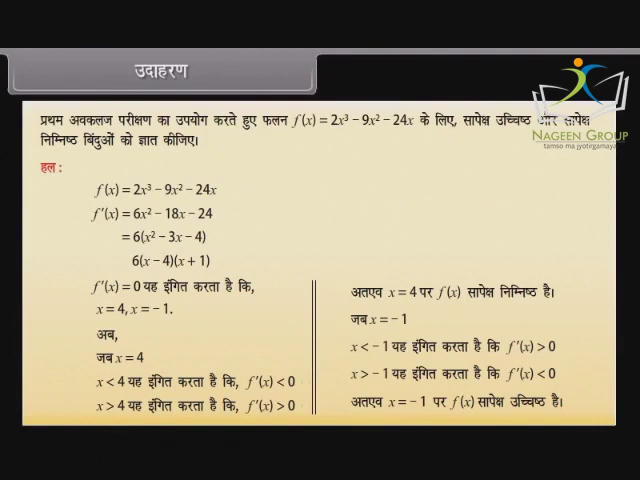 उदाहरण
NAGEEN GROUP
tamso ma jyotirgamaya
प्रथम अवकलज परीक्षण का उपयोग करते हुए फलन f(x) = 2x³ − 9x² − 24x के लिए, सापेक्ष उच्चिष्ठ और सापेक्ष
निम्निष्ठ बिंदुओं को ज्ञात कीजिए।
हल :
f(x) = 2x³ − 9x² − 24x
f′(x) = 6x² − 18x − 24
= 6(x² − 3x − 4)
6(x − 4)(x + 1)
f′(x) = 0 यह इंगित करता है कि,
x = 4, x = − 1.
अब,
जब x = 4
x < 4 यह इंगित करता है कि, f′(x) < 0
x > 4 यह इंगित करता है कि, f′(x) > 0
अतएव x = 4 पर f(x) सापेक्ष निम्निष्ठ है।
जब x = − 1
x < − 1 यह इंगित करता है कि f′(x) > 0
x > − 1 यह इंगित करता है कि f′(x) < 0
अतएव x = − 1 पर f(x) सापेक्ष उच्चिष्ठ है।